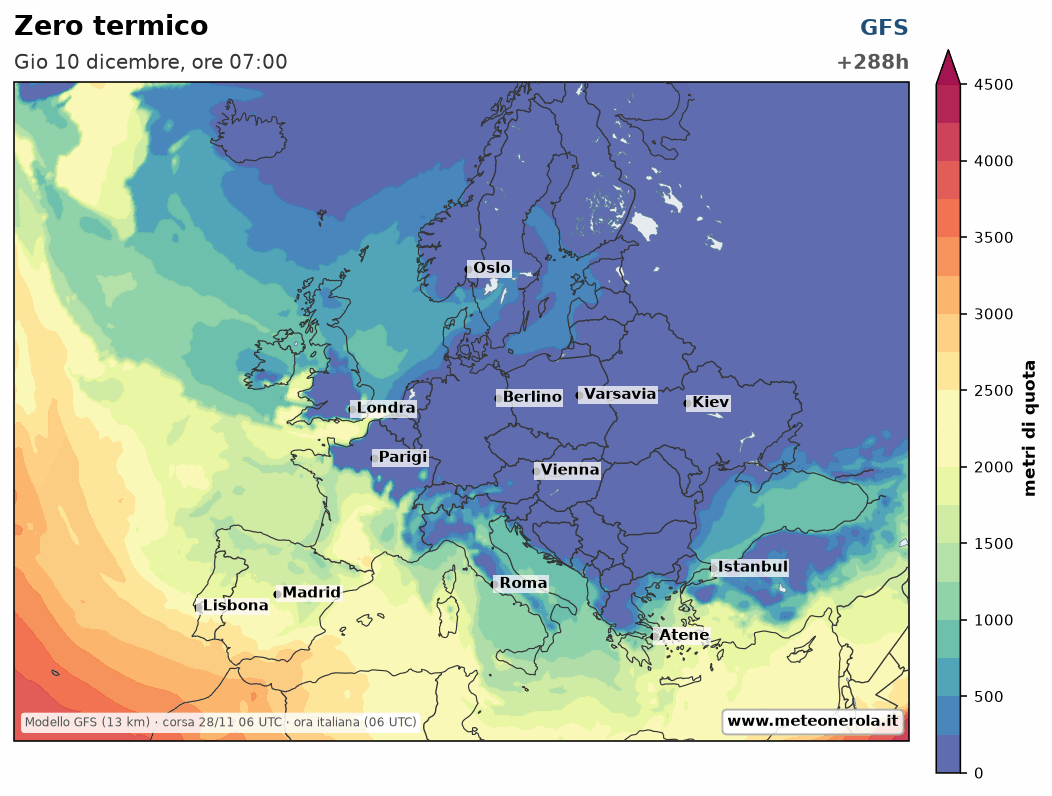 Zero termico
GFS
Gio 10 dicembre, ore 07:00
+288h
Oslo
Londra
Berlino
Varsavia
Kiev
Parigi
Vienna
Istanbul
Roma
Madrid
Lisbona
Atene
Modello GFS (13 km) · corsa 28/11 06 UTC · ora italiana (06 UTC)
www.meteonerola.it
4500
4000
3500
3000
2500
2000
1500
1000
500
0
metri di quota